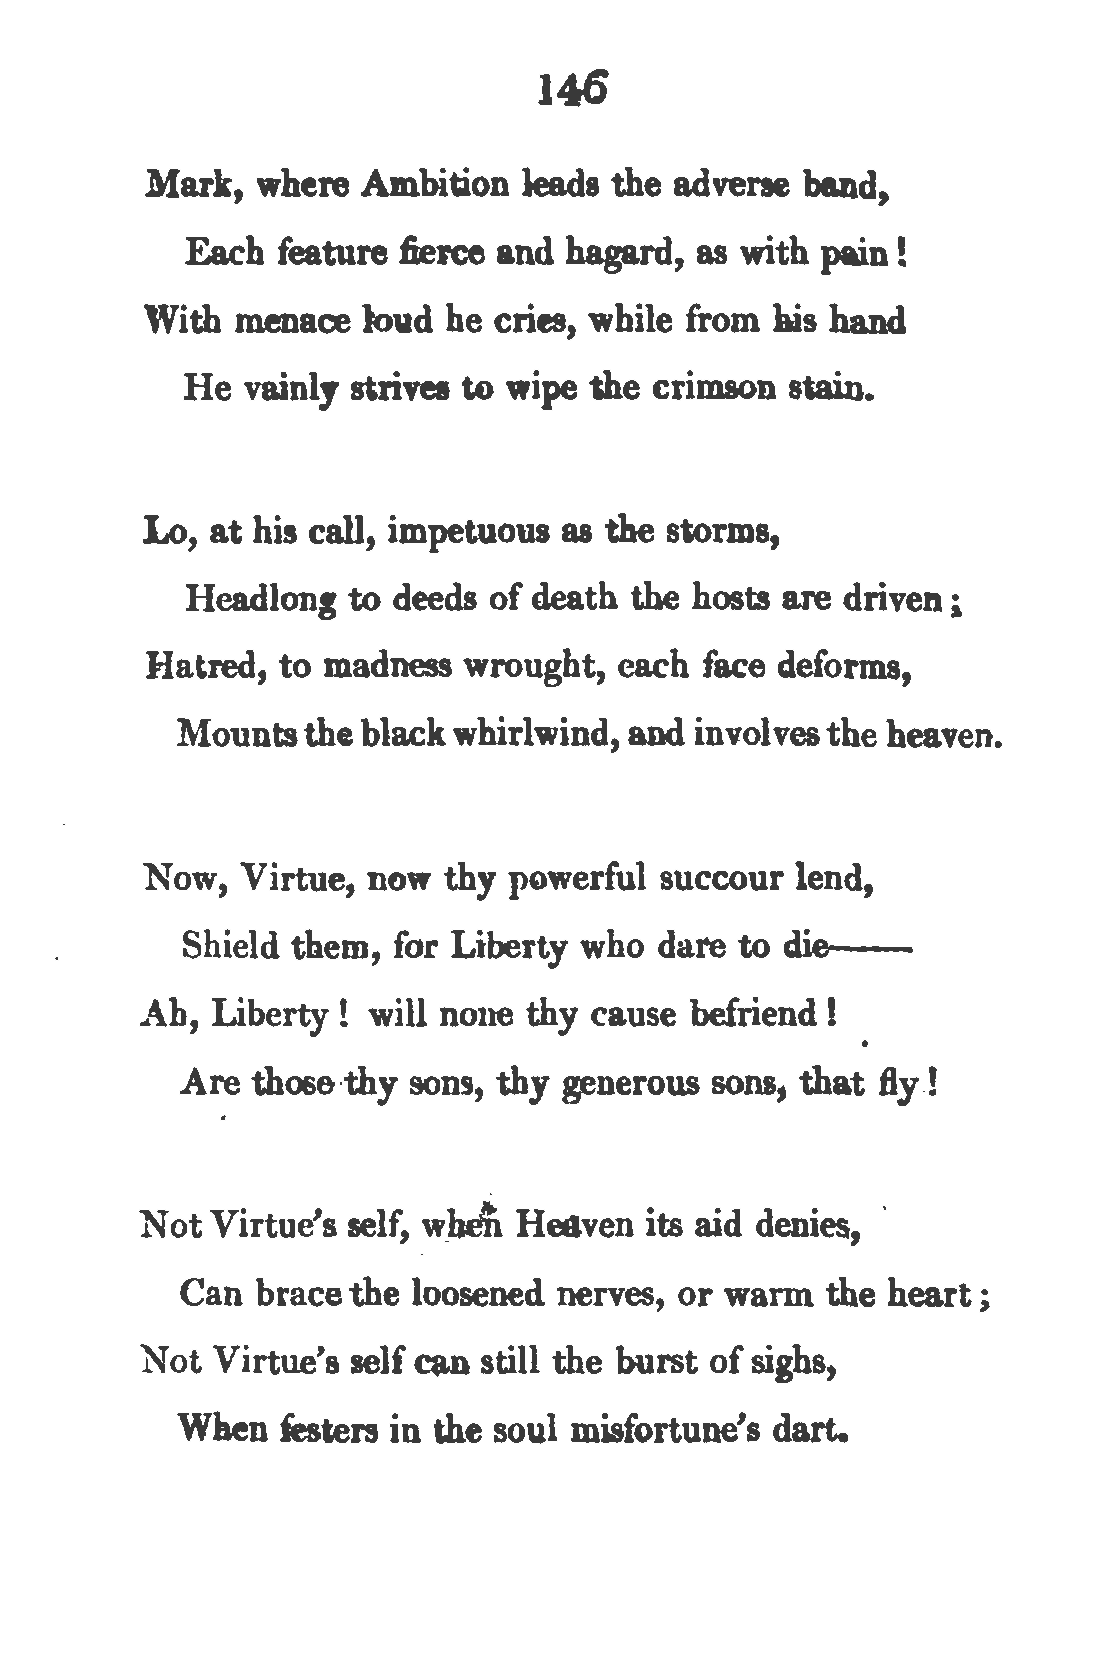 146
Mark, where Ambition leads the adverse band,
Each feature fierce and hagard, as with pain!
With menace loud he cries, while from his hand
He vainly strives to wipe the crimson stain.
Lo, at his call, impetuous as the storms,
Headlong to deeds of death the hosts are driven;
Hatred, to madness wrought, each face deforms,
Mounts the black whirlwind, and involves the heaven.
Now, Virtue, now thy powerful succour lend,
Shield them, for Liberty who dare to die——
Ah, Liberty! will none thy cause befriend!
Are those thy sons, thy generous sons, that fly!
Not Virtue's self, when Heaven its aid denies,
Can brace the loosened nerves, or warm the heart;
Not Virtue's self can still the burst of sighs,
When festers in the soul misfortune's dart.